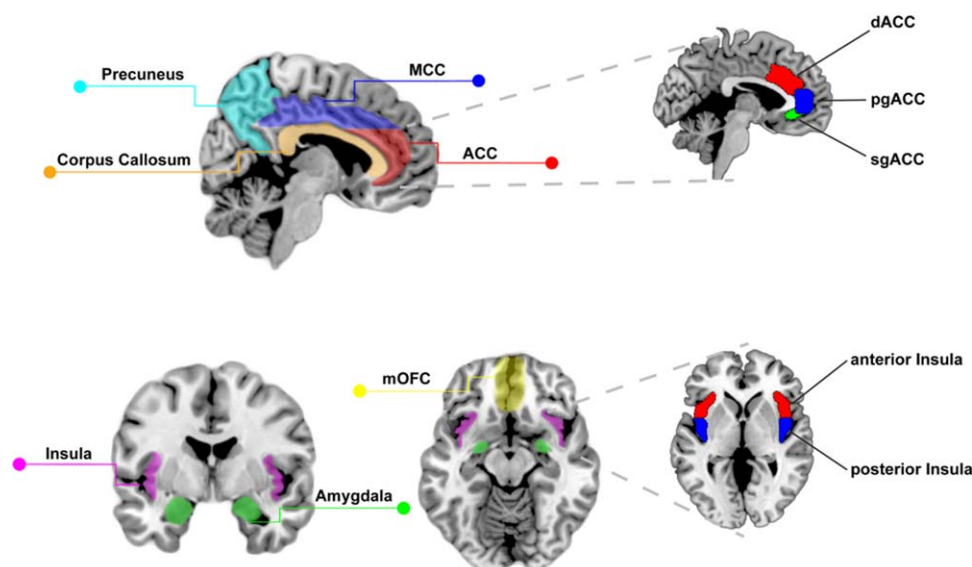 dACC
Precuneus
MCC
pgACC
Corpus Callosum
ACC
sgACC
anterior Insula
mOFC
Insula
posterior Insula
Amygdala